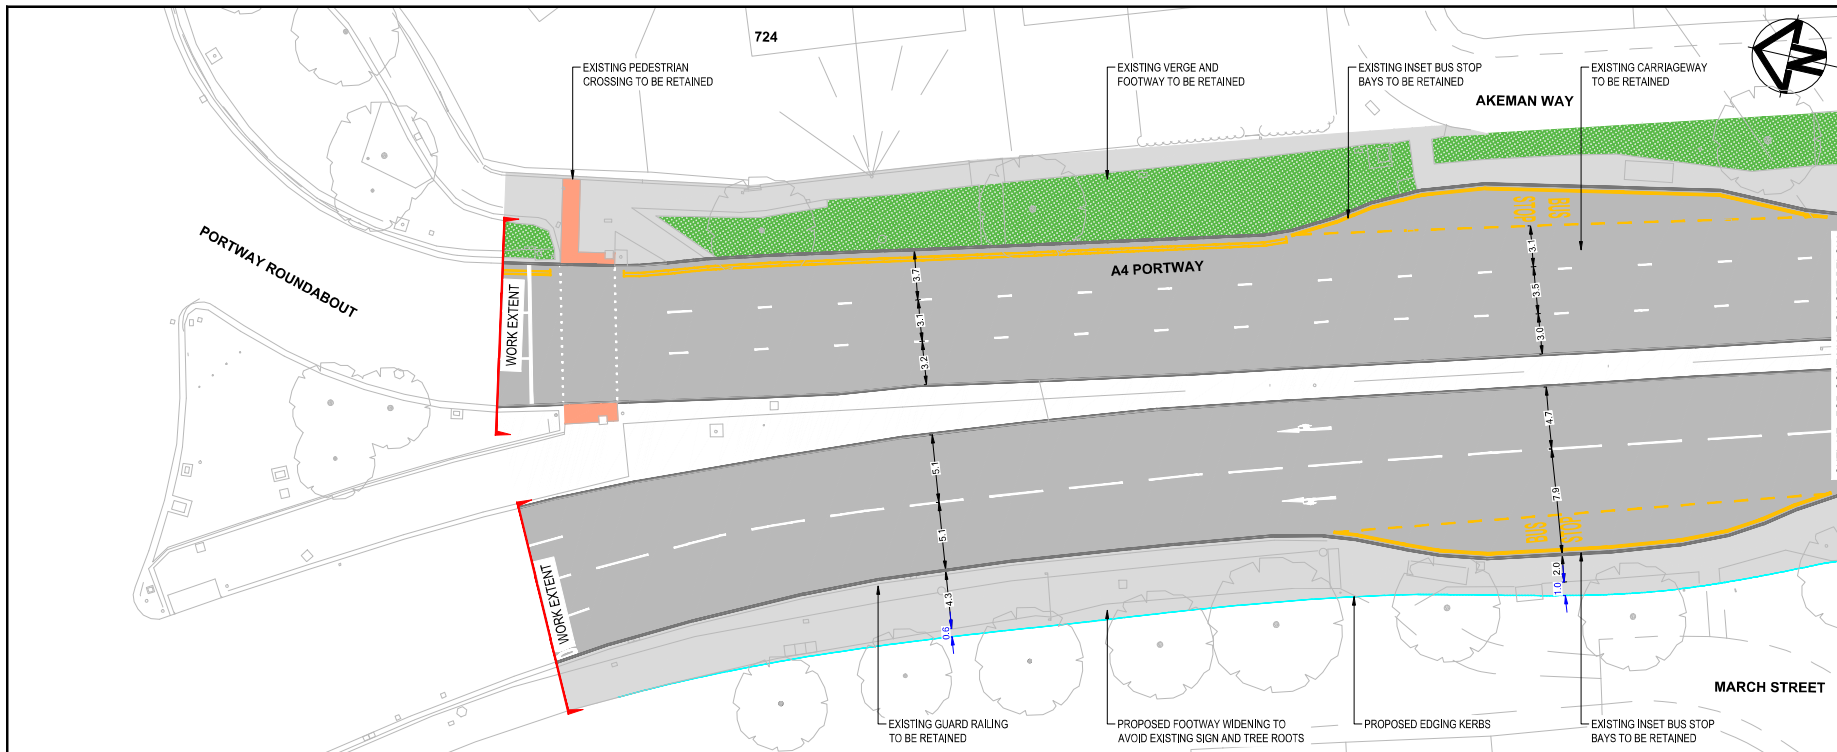 724
EXISTING PEDESTRIAN
CROSSING TO BE RETAINED
EXISTING VERGE AND
FOOTWAY TO BE RETAINED
EXISTING INSET BUS STOP
BAYS TO BE RETAINED
EXISTING CARRIAGEWAY
TO BE RETAINED
N
AKEMAN WAY
PORTWAY ROUNDABOUT
WORK EXTENT
A4 PORTWAY
BUS
STOP
3.7
3.1
3.2
3.1
3.5
3.0
5.1
5.1
4.3
0.6
4.7
7.9
2.0
1.0
BUS
STOP
WORK EXTENT
MARCH STREET
EXISTING GUARD RAILING
TO BE RETAINED
PROPOSED FOOTWAY WIDENING TO
AVOID EXISTING SIGN AND TREE ROOTS
PROPOSED EDGING KERBS
EXISTING INSET BUS STOP
BAYS TO BE RETAINED